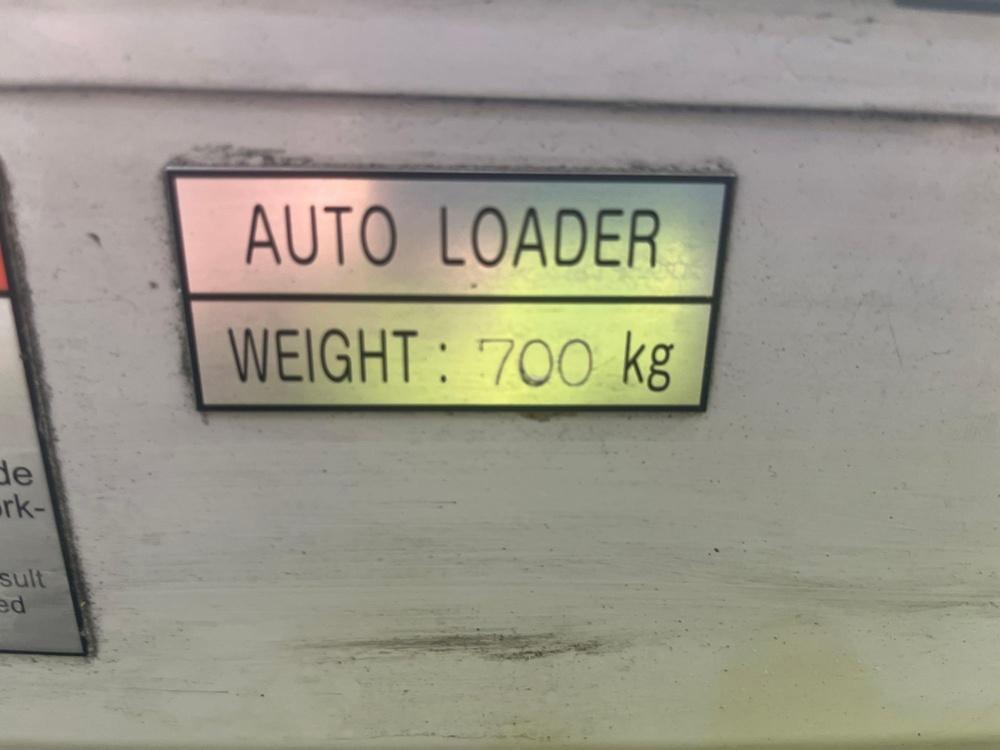 AUTO LOADER
WEIGHT: 700 kg
de
ork-
sult
ed